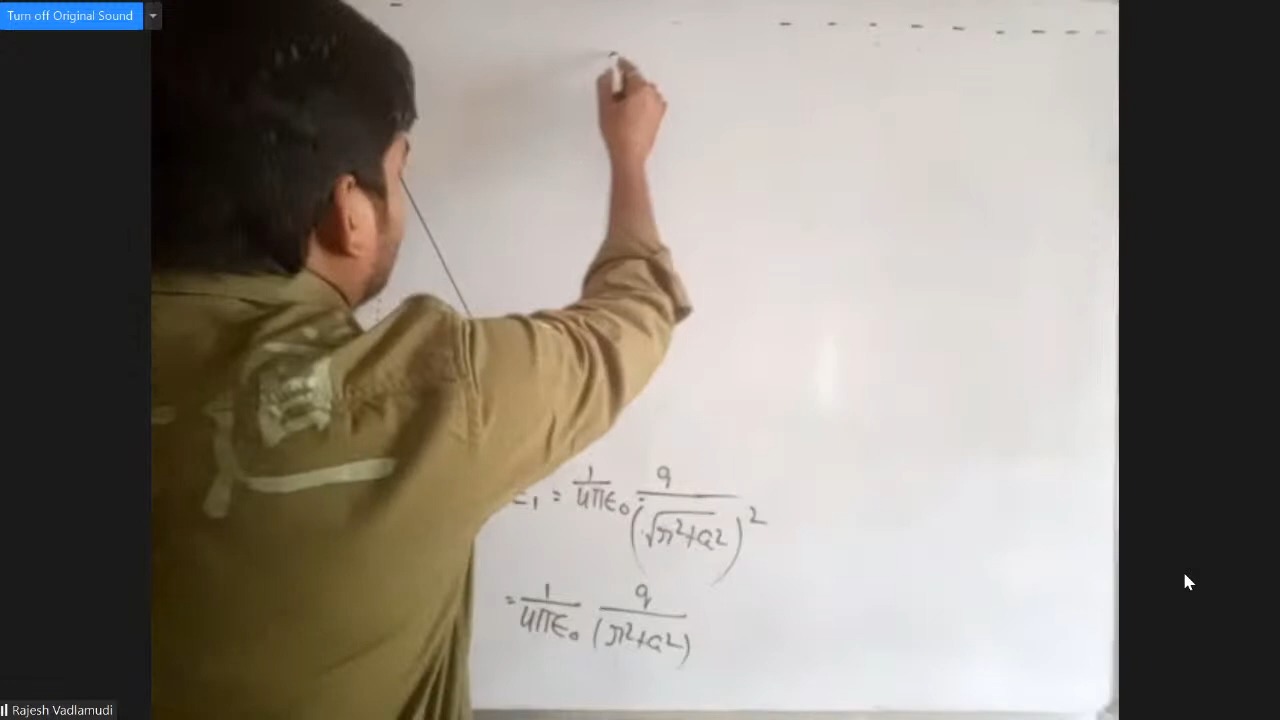 Turn off Original Sound
E₁ = 1/4πε₀ q/(√r²+a²)²
= 1/4πε₀ q/(r²+a²)
Rajesh Vadlamudi